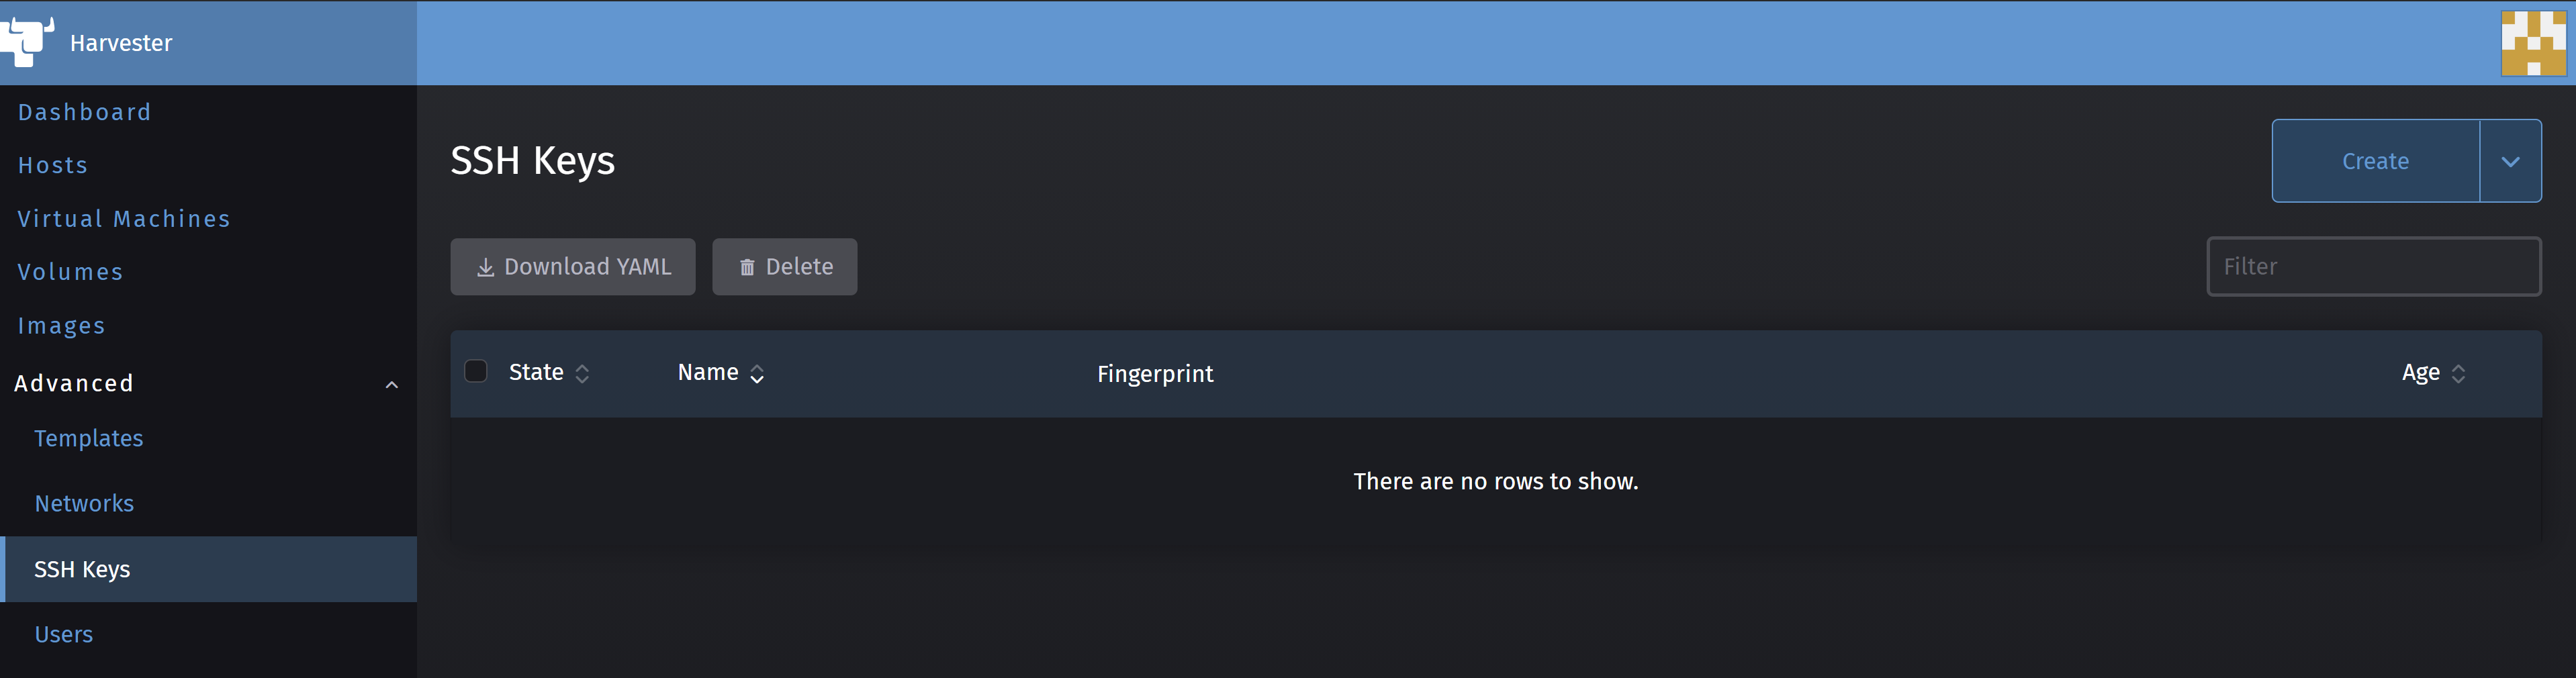 Harvester
Dashboard
Hosts
Virtual Machines
Volumes
Images
Advanced
Templates
Networks
SSH Keys
Users
SSH Keys
Create
Download YAML Delete
Filter
State Name Fingerprint Age
There are no rows to show.